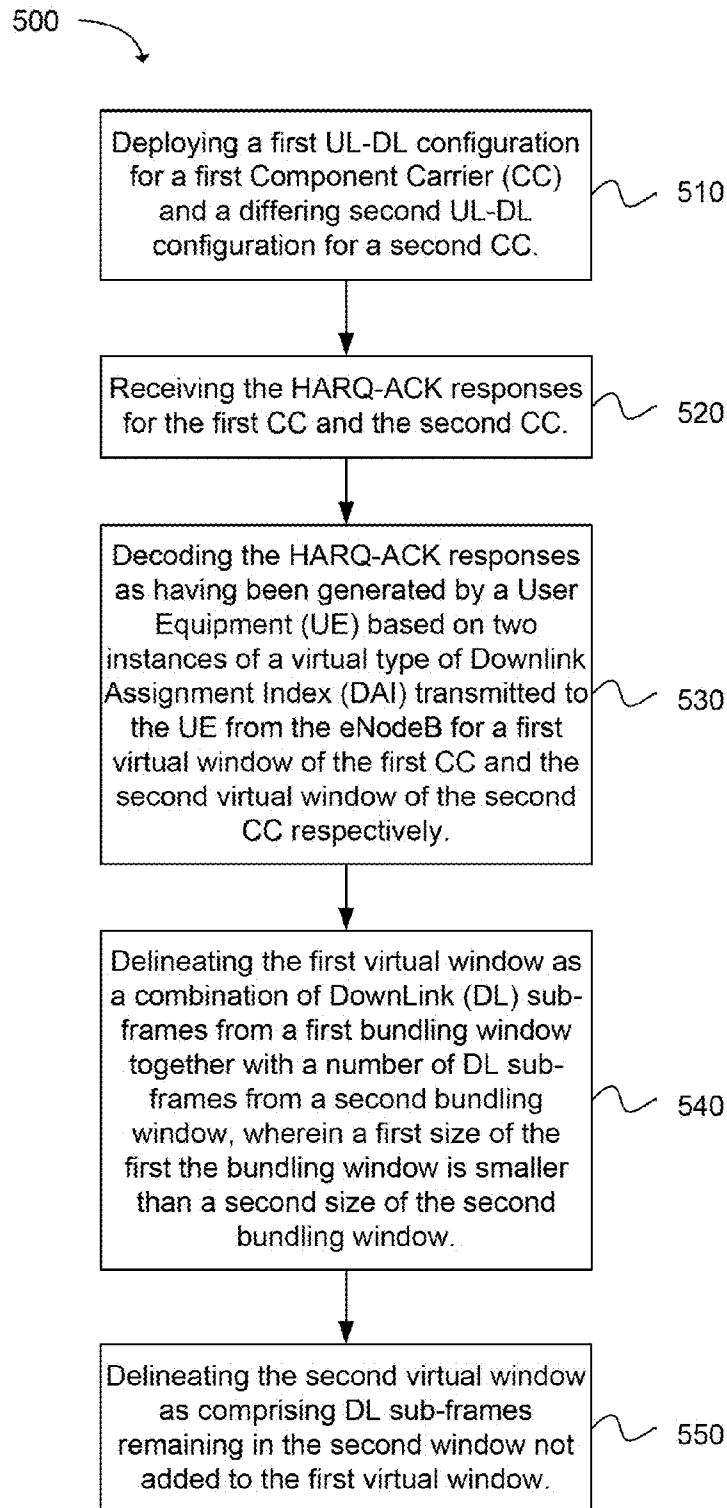 500
Deploying a first UL-DL configuration
for a first Component Carrier (CC)
and a differing second UL-DL
configuration for a second CC.
510
Receiving the HARQ-ACK responses
for the first CC and the second CC.
520
Decoding the HARQ-ACK responses
as having been generated by a User
Equipment (UE) based on two
instances of a virtual type of Downlink
Assignment Index (DAI) transmitted to
the UE from the eNodeB for a first
virtual window of the first CC and the
second virtual window of the second
CC respectively.
530
Delineating the first virtual window as
a combination of DownLink (DL) sub-
frames from a first bundling window
together with a number of DL sub-
frames from a second bundling
window, wherein a first size of the
first the bundling window is smaller
than a second size of the second
bundling window.
540
Delineating the second virtual window
as comprising DL sub-frames
remaining in the second window not
added to the first virtual window.
550